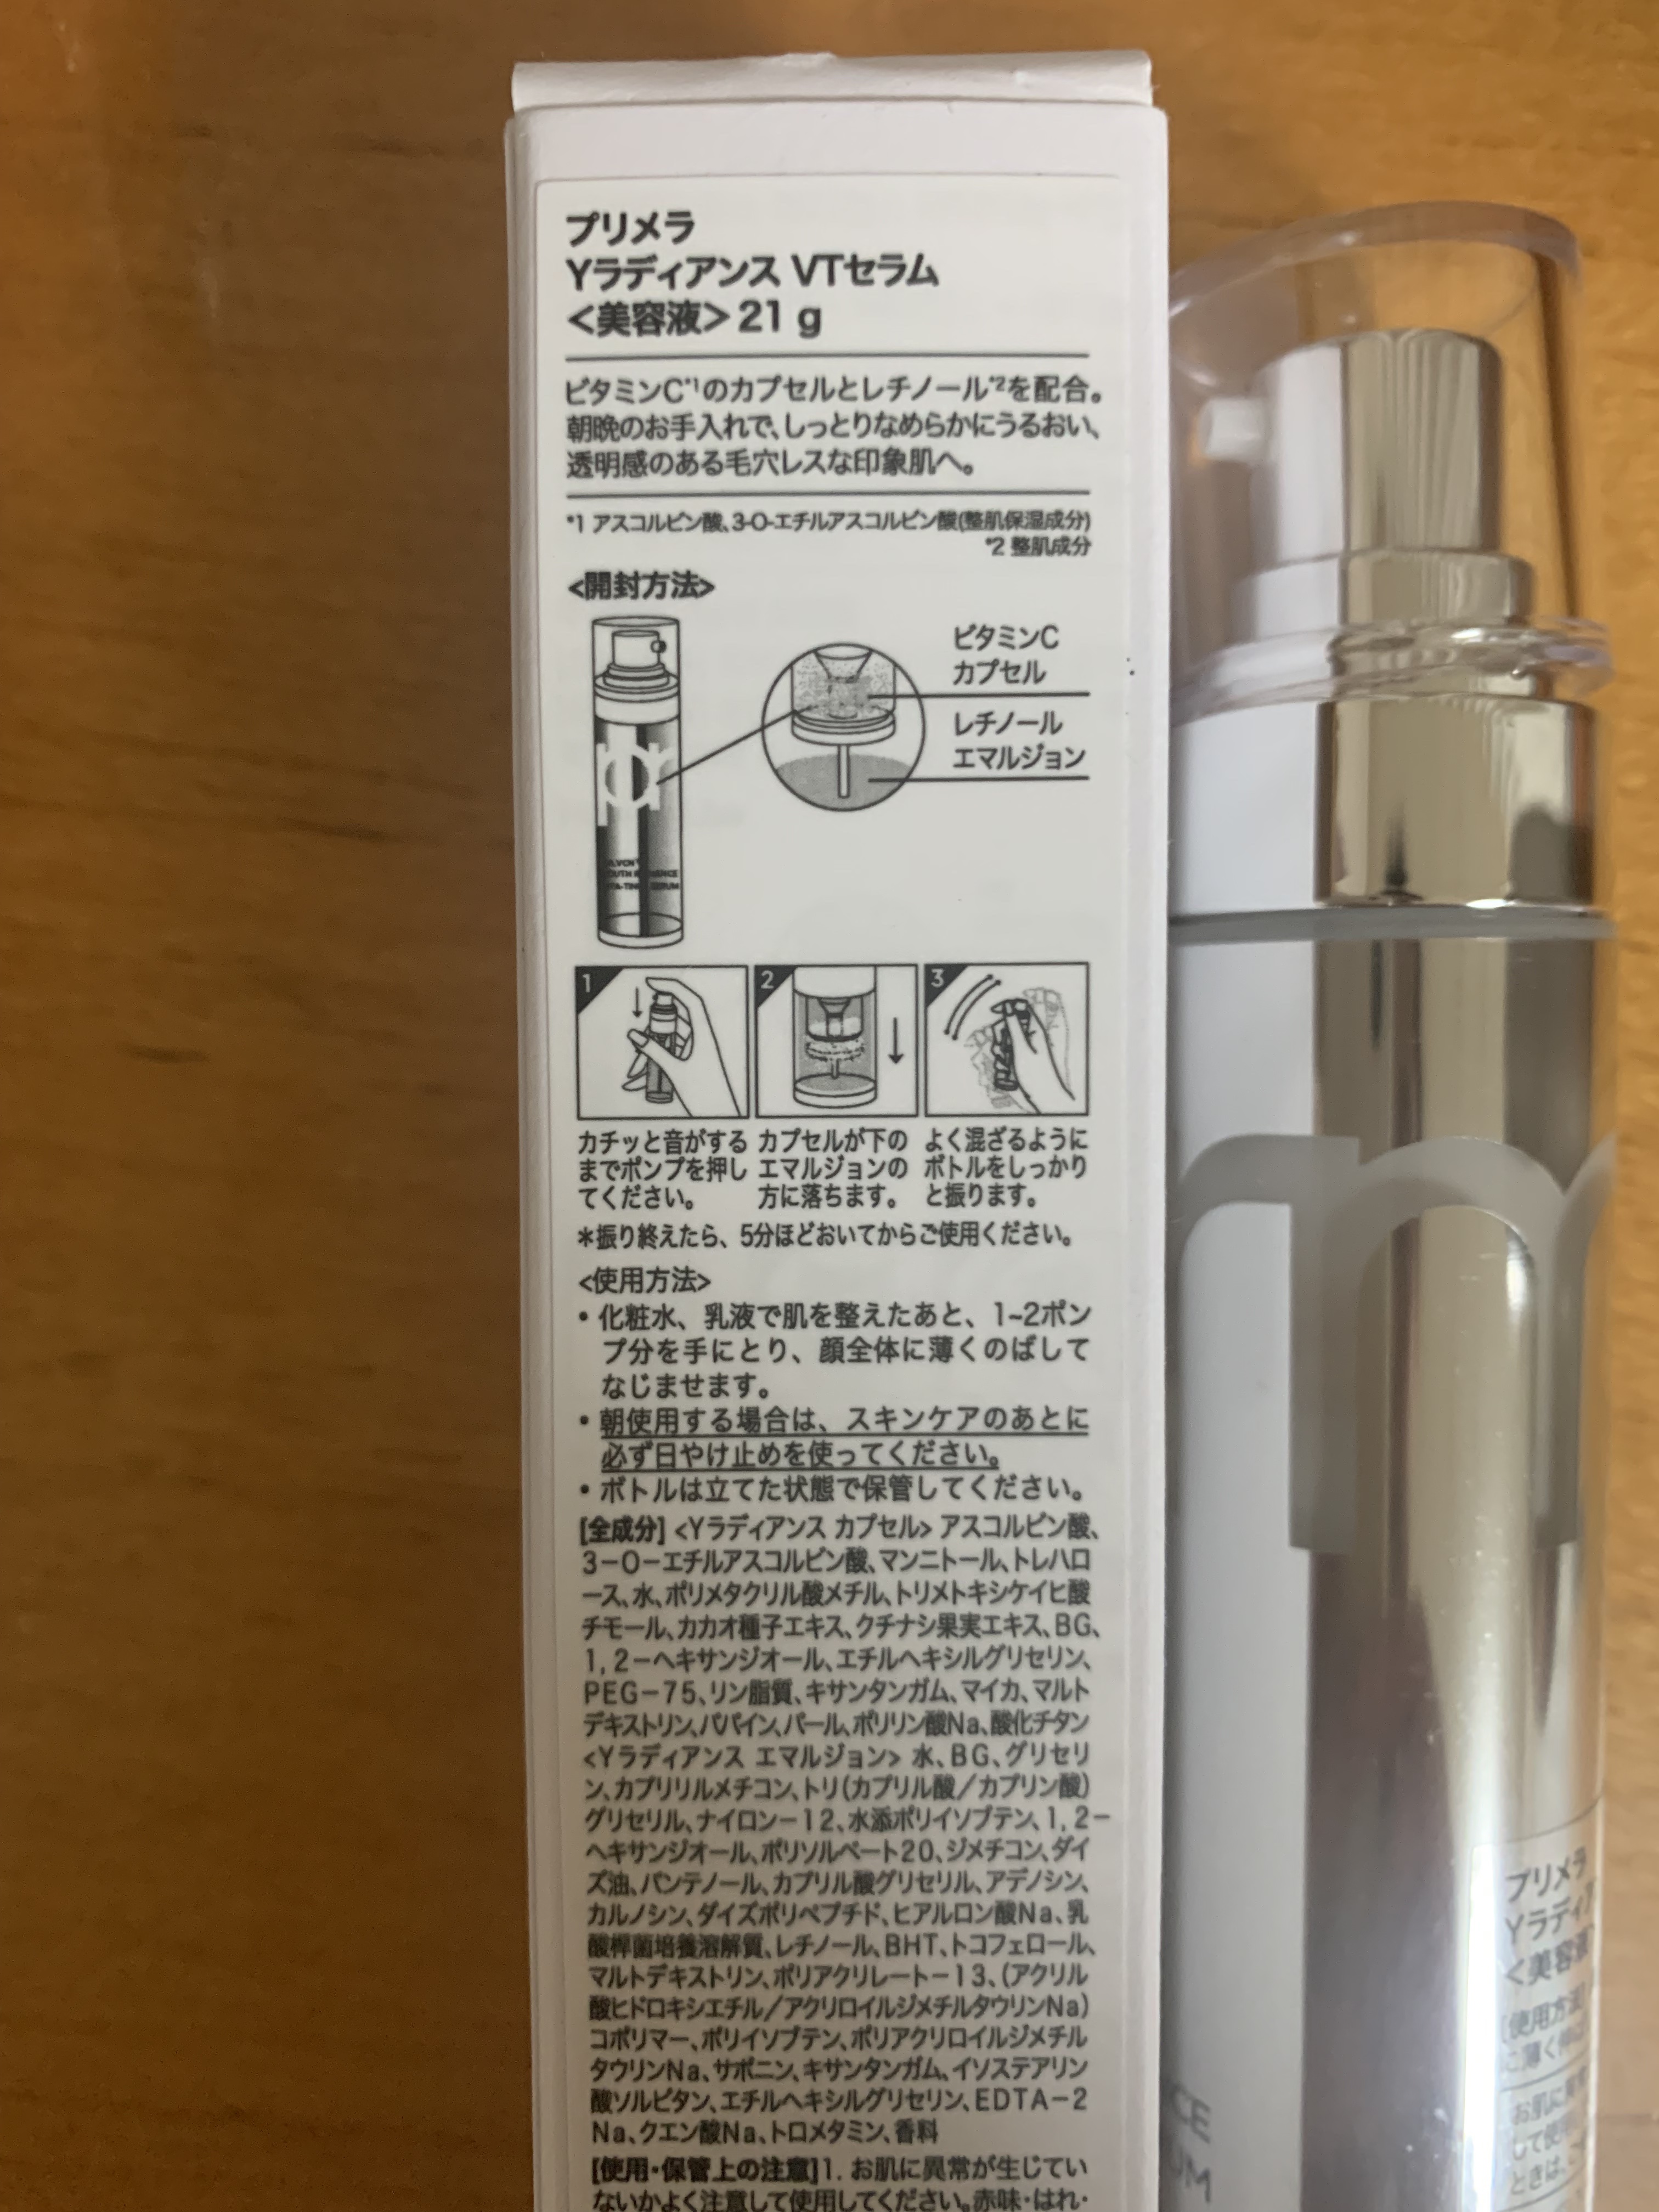 プリメラ
Yラディアンス VTセラム
<美容液> 21 g
ビタミンC*1のカプセルとレチノール*2を配合。
朝晩のお手入れで、しっとりなめらかにうるおい、
透明感のある毛穴レスな印象肌へ。
*1 アスコルビン酸、3-O-エチルアスコルビン酸(整肌保湿成分)
*2 整肌成分
<開封方法>
ビタミンC
カプセル
レチノール
エマルジョン
1
カチッと音がする
までポンプを押し
てください。
2
カプセルが下の
エマルジョンの
方に落ちます。
3
よく混ざるように
ボトルをしっかり
と振ります。
*振り終えたら、5分ほどおいてからご使用ください。
<使用方法>
• 化粧水、乳液で肌を整えたあと、1~2ポン
プ分を手にとり、顔全体に薄くのばして
なじませます。
• 朝使用する場合は、スキンケアのあとに
必ず日やけ止めを使ってください。
• ボトルは立てた状態で保管してください。
[全成分] <Yラディアンス カプセル> アスコルビン酸、
3-O-エチルアスコルビン酸、マンニトール、トレハロ
ース、水、ポリメタクリル酸メチル、トリメトキシケイヒ酸
チモール、カカオ種子エキス、クチナシ果実エキス、BG、
1, 2-ヘキサンジオール、エチルヘキシルグリセリン、
PEG-75、リン脂質、キサンタンガム、マイカ、マルト
デキストリン、パパイン、パール、ポリリン酸Na、酸化チタン
<Yラディアンス エマルジョン> 水、BG、グリセリ
ン、カプリリルメチコン、トリ(カプリル酸/カプリン酸)
グリセリル、ナイロン-12、水添ポリイソブテン、1, 2-
ヘキサンジオール、ポリソルベート20、ジメチコン、ダイ
ズ油、パンテノール、カプリル酸グリセリル、アデノシン、
カルノシン、ダイズポリペプチド、ヒアルロン酸Na、乳
酸桿菌培養溶解質、レチノール、BHT、トコフェロール、
マルトデキストリン、ポリアクリレート-13、(アクリル
酸ヒドロキシエチル/アクリロイルジメチルタウリンNa)
コポリマー、ポリイソブテン、ポリアクリロイルジメチル
タウリンNa、サポニン、キサンタンガム、イソステアリン
酸ソルビタン、エチルヘキシルグリセリン、EDTA-2
Na、クエン酸Na、トロメタミン、香料
[使用・保管上の注意] 1. お肌に異常が生じてい
ないかよく注意して使用してください。赤味・はれ・
m
CE
UM
プリメラ
Yラディア
<美容液
[使用方法
に薄く伸
お肌に異常
して使
ときは、